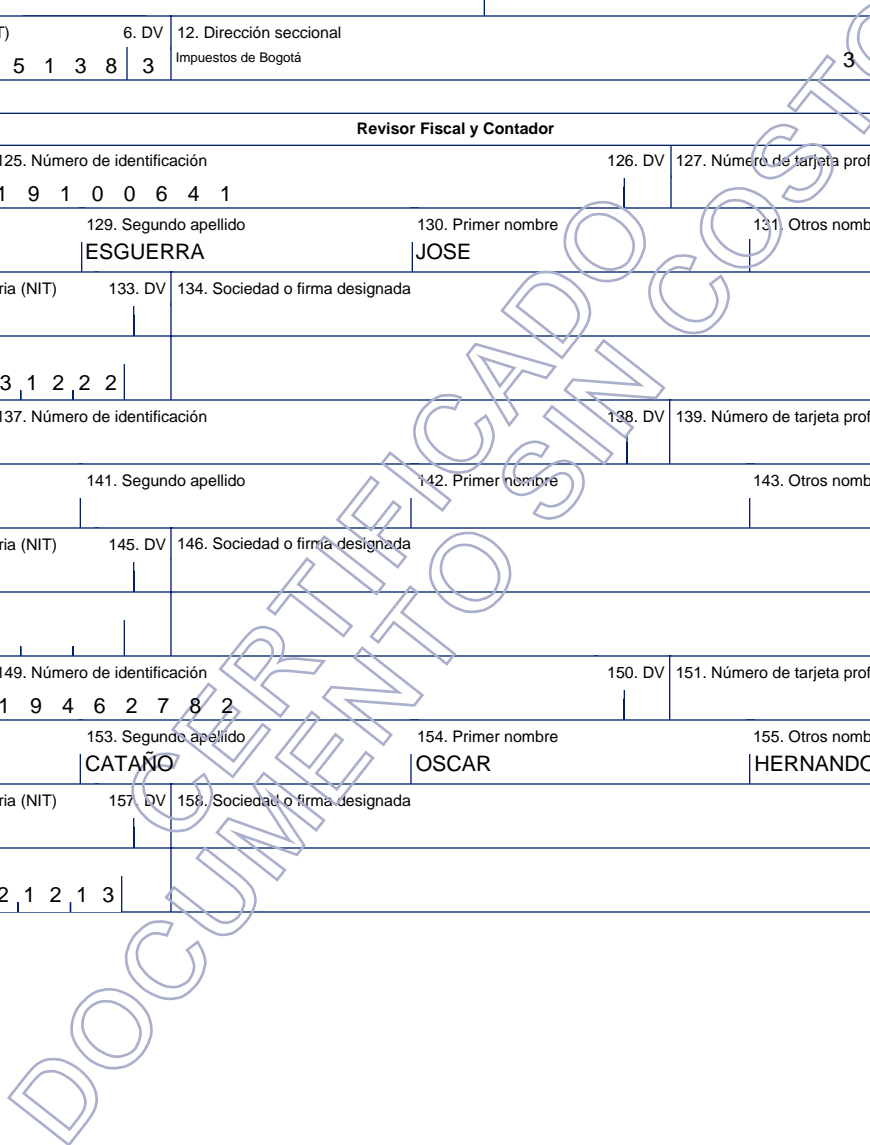 T) 6. DV 12. Dirección seccional
5 1 3 8 3 Impuestos de Bogotá 3
Revisor Fiscal y Contador
125. Número de identificación 126. DV 127. Número de tarjeta prof
1 9 1 0 0 6 4 1
129. Segundo apellido 130. Primer nombre 131. Otros nomb
ESGUERRA JOSE
ria (NIT) 133. DV 134. Sociedad o firma designada
3 1 2 2 2
137. Número de identificación 138. DV 139. Número de tarjeta prof
141. Segundo apellido 142. Primer nombre 143. Otros nomb
ria (NIT) 145. DV 146. Sociedad o firma designada
149. Número de identificación 150. DV 151. Número de tarjeta prof
1 9 4 6 2 7 8 2
153. Segundo apellido 154. Primer nombre 155. Otros nomb
CATAÑO OSCAR HERNANDO
ria (NIT) 157. DV 158. Sociedad o firma designada
2 1 2 1 3
CERTIFICADO
DOCUMENTO SIN COSTO